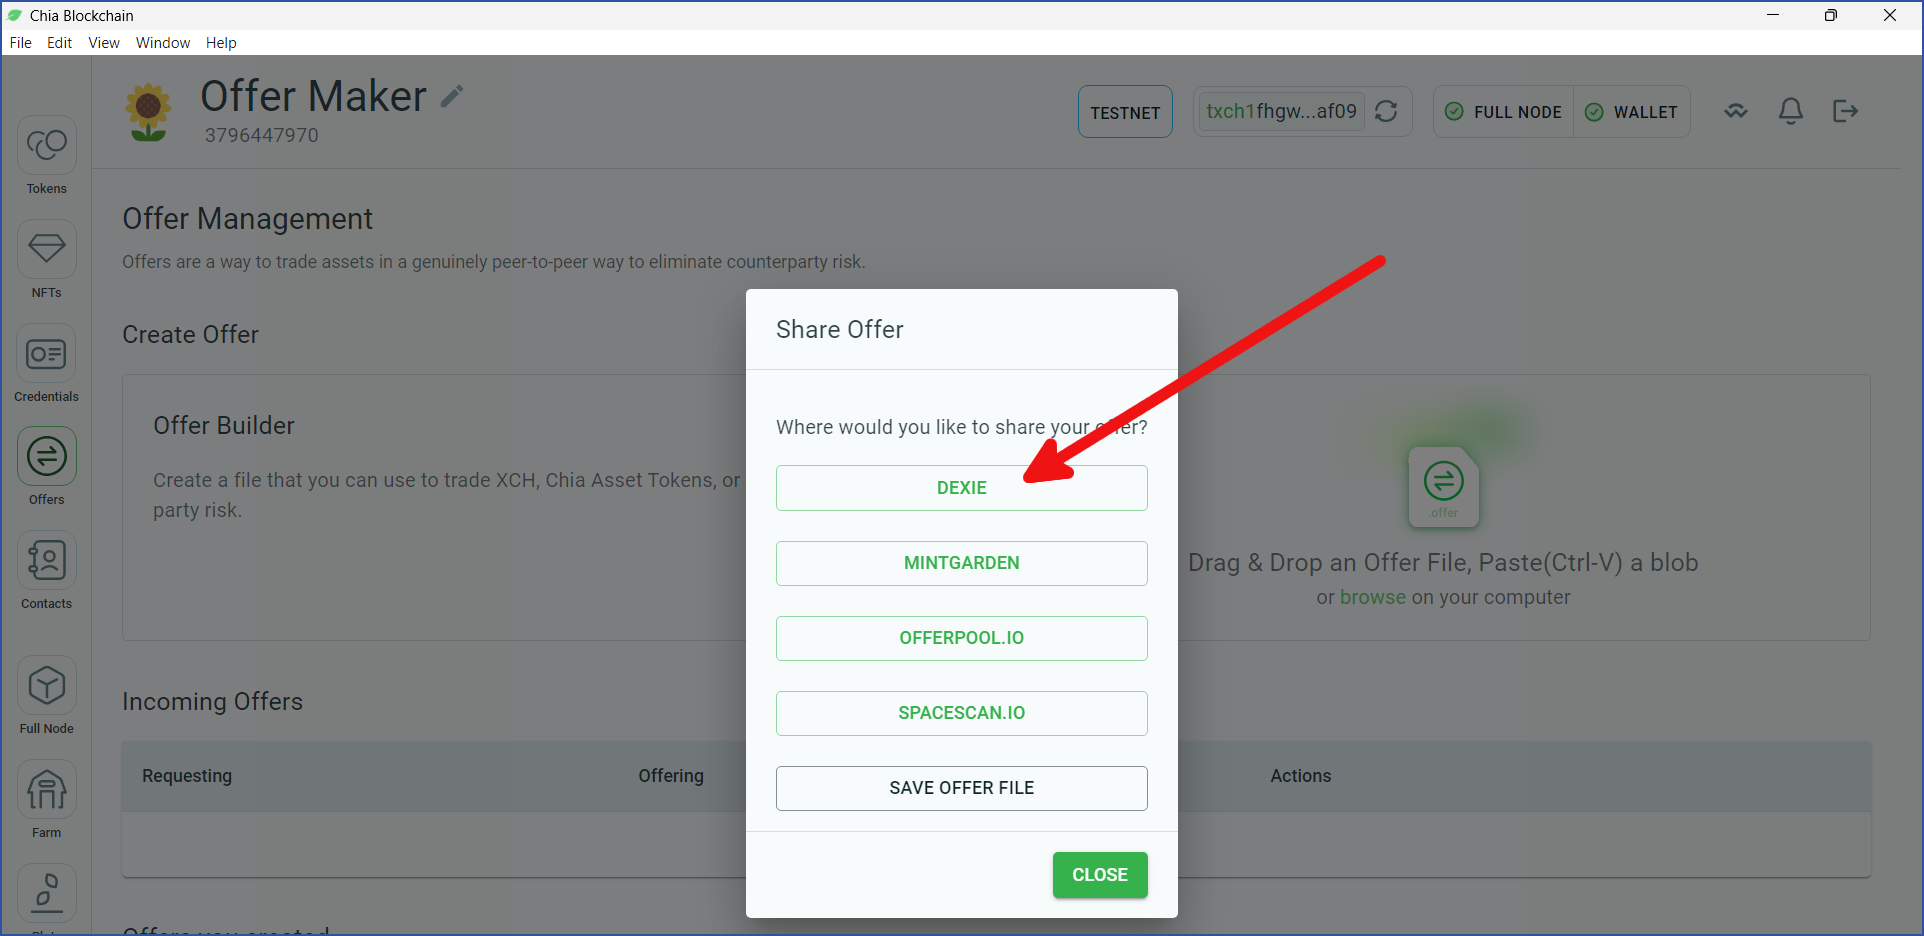 Chia Blockchain
File Edit View Window Help
Offer Maker
3796447970
TESTNET
txch1fhgw...af09
FULL NODE
WALLET
Tokens
NFTs
Credentials
Offers
Contacts
Full Node
Farm
Offer Management
Offers are a way to trade assets in a genuinely peer-to-peer way to eliminate counterparty risk.
Create Offer
Offer Builder
Create a file that you can use to trade XCH, Chia Asset Tokens, or
party risk.
.offer
Drag & Drop an Offer File, Paste(Ctrl-V) a blob
or browse on your computer
Incoming Offers
Requesting Offering Actions
Offers you created
Share Offer
Where would you like to share your offer?
DEXIE
MINTGARDEN
OFFERPOOL.IO
SPACESCAN.IO
SAVE OFFER FILE
CLOSE